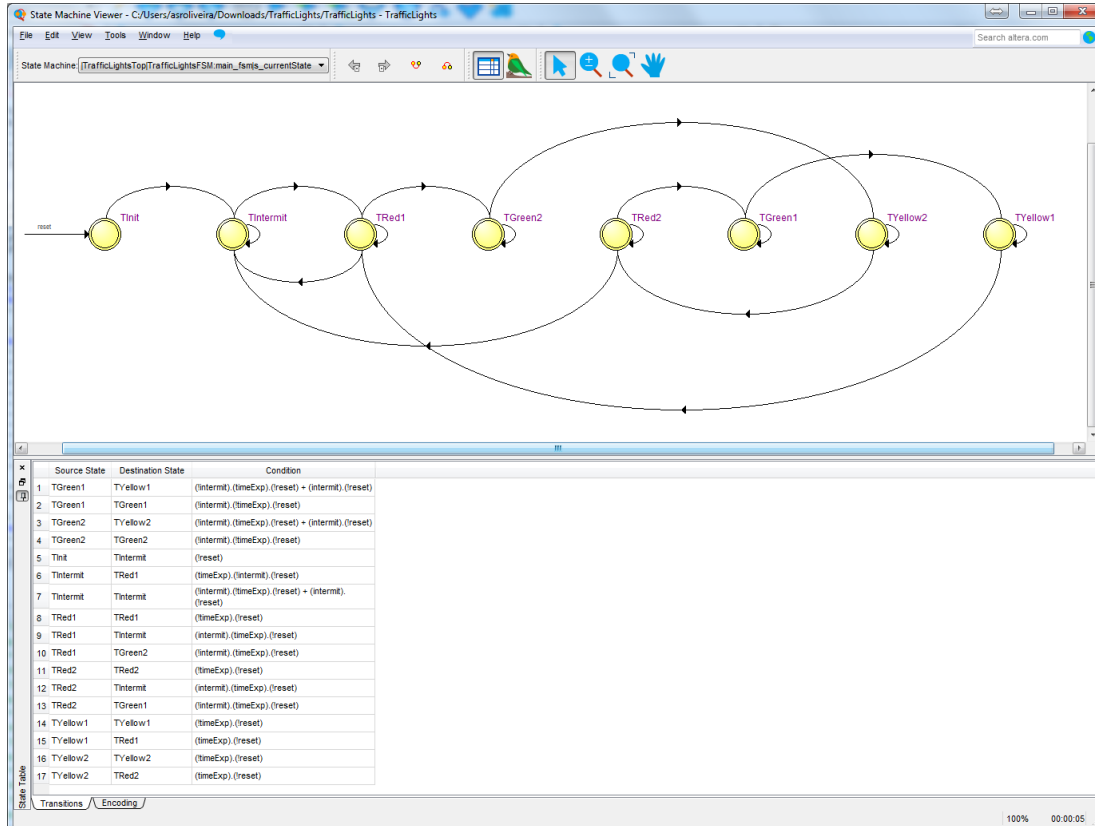 State Machine Viewer - C:/Users/asroliveira/Downloads/TrafficLights/TrafficLights - TrafficLights
File Edit View Tools Window Help
Search altera.com
State Machine: |TrafficLightsTop|TrafficLightsFSM:main_fsm|s_currentState
reset
TInit
TIntermit
TRed1
TGreen2
TRed2
TGreen1
TYellow2
TYellow1
Source State Destination State Condition
1 TGreen1 TYellow1 (!intermit).(timeExp).(!reset) + (intermit).(!reset)
2 TGreen1 TGreen1 (!intermit).(!timeExp).(!reset)
3 TGreen2 TYellow2 (!intermit).(timeExp).(!reset) + (intermit).(!reset)
4 TGreen2 TGreen2 (!intermit).(!timeExp).(!reset)
5 TInit TIntermit (!reset)
6 TIntermit TRed1 (timeExp).(!intermit).(!reset)
7 TIntermit TIntermit (!intermit).(!timeExp).(!reset) + (intermit).
(!reset)
8 TRed1 TRed1 (!timeExp).(!reset)
9 TRed1 TIntermit (intermit).(timeExp).(!reset)
10 TRed1 TGreen2 (!intermit).(timeExp).(!reset)
11 TRed2 TRed2 (!timeExp).(!reset)
12 TRed2 TIntermit (intermit).(timeExp).(!reset)
13 TRed2 TGreen1 (!intermit).(timeExp).(!reset)
14 TYellow1 TYellow1 (!timeExp).(!reset)
15 TYellow1 TRed1 (timeExp).(!reset)
16 TYellow2 TYellow2 (!timeExp).(!reset)
17 TYellow2 TRed2 (timeExp).(!reset)
State Table
Transitions Encoding
100% 00:00:05